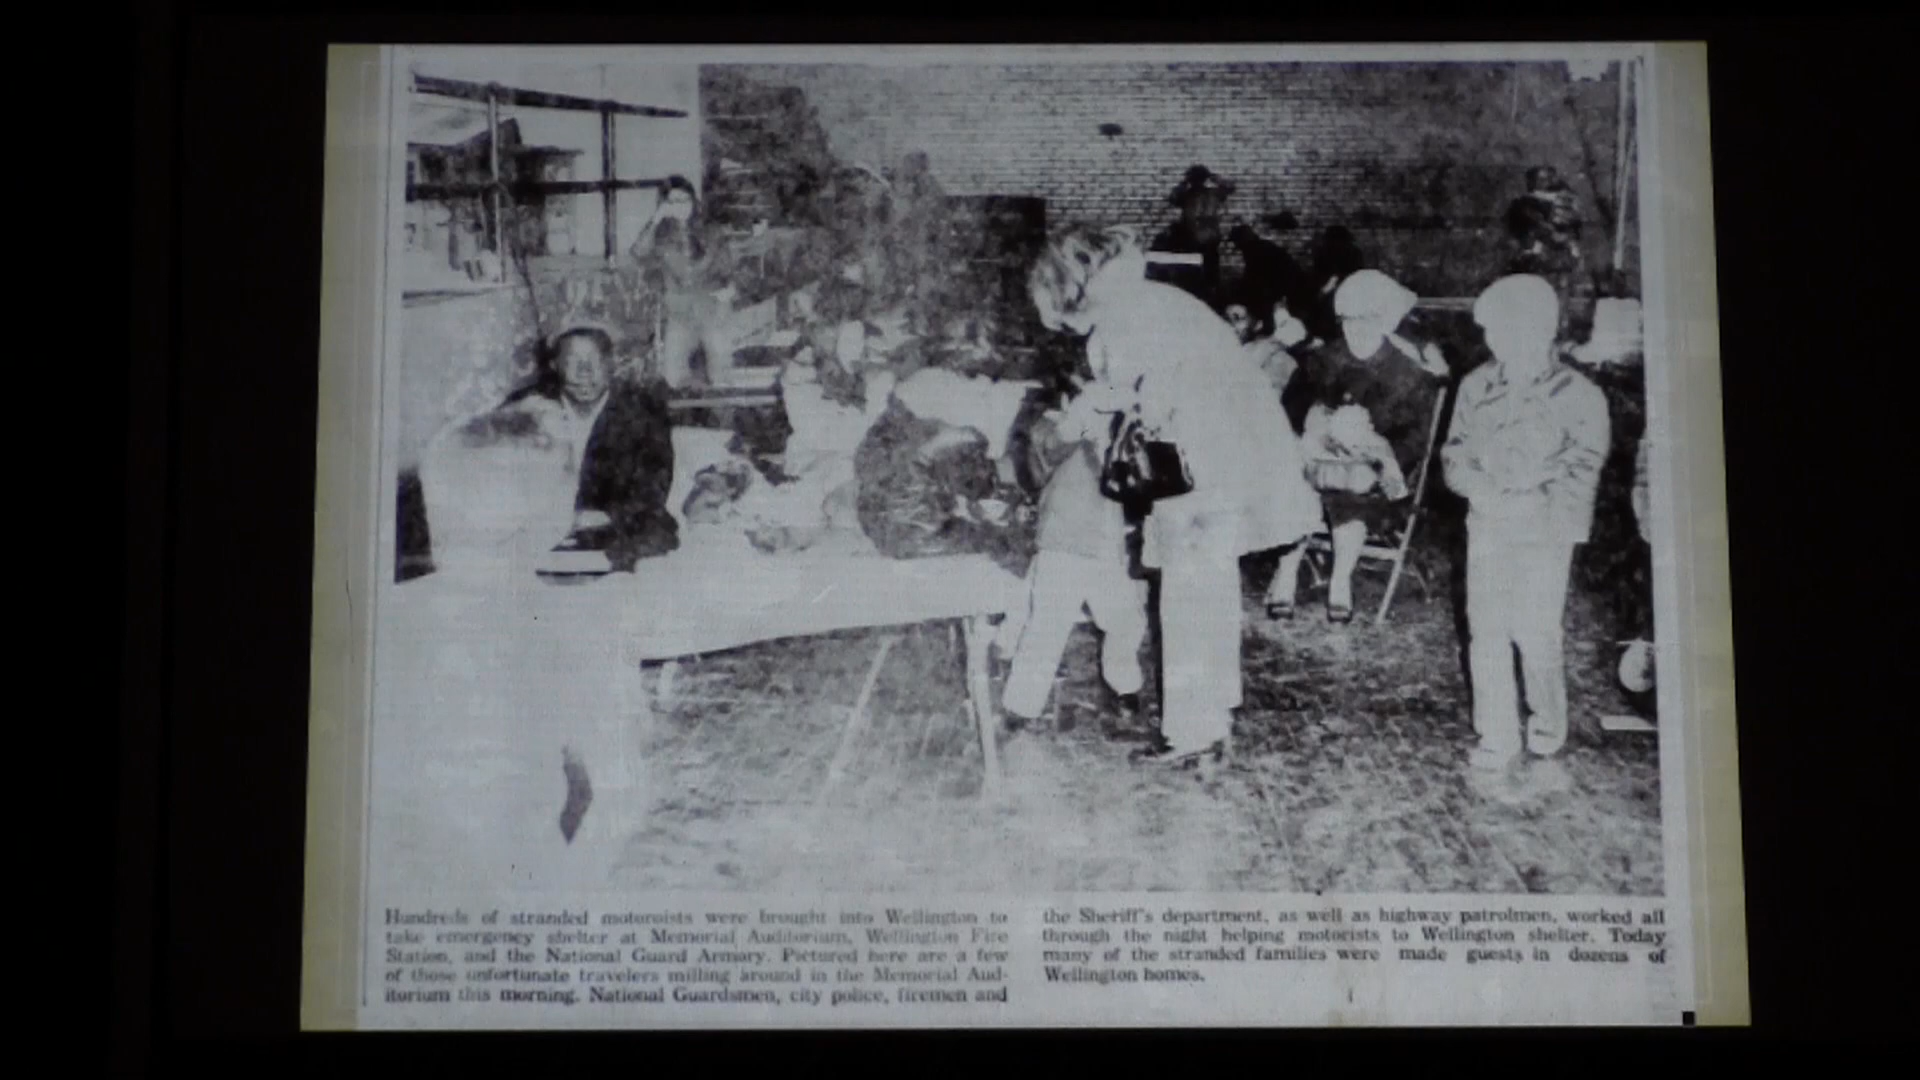 Hundreds of stranded motoroists were brought into Wellington to
take emergency shelter at Memorial Auditorium, Wellington Fire
Station, and the National Guard Armory. Pictured here are a few
of those unfortunate travelers milling around in the Memorial Aud-
itorium this morning. National Guardsmen, city police, firemen and
the Sheriff's department, as well as highway patrolmen, worked all
through the night helping motorists to Wellington shelter. Today
many of the stranded families were made guests in dozens of
Wellington homes.